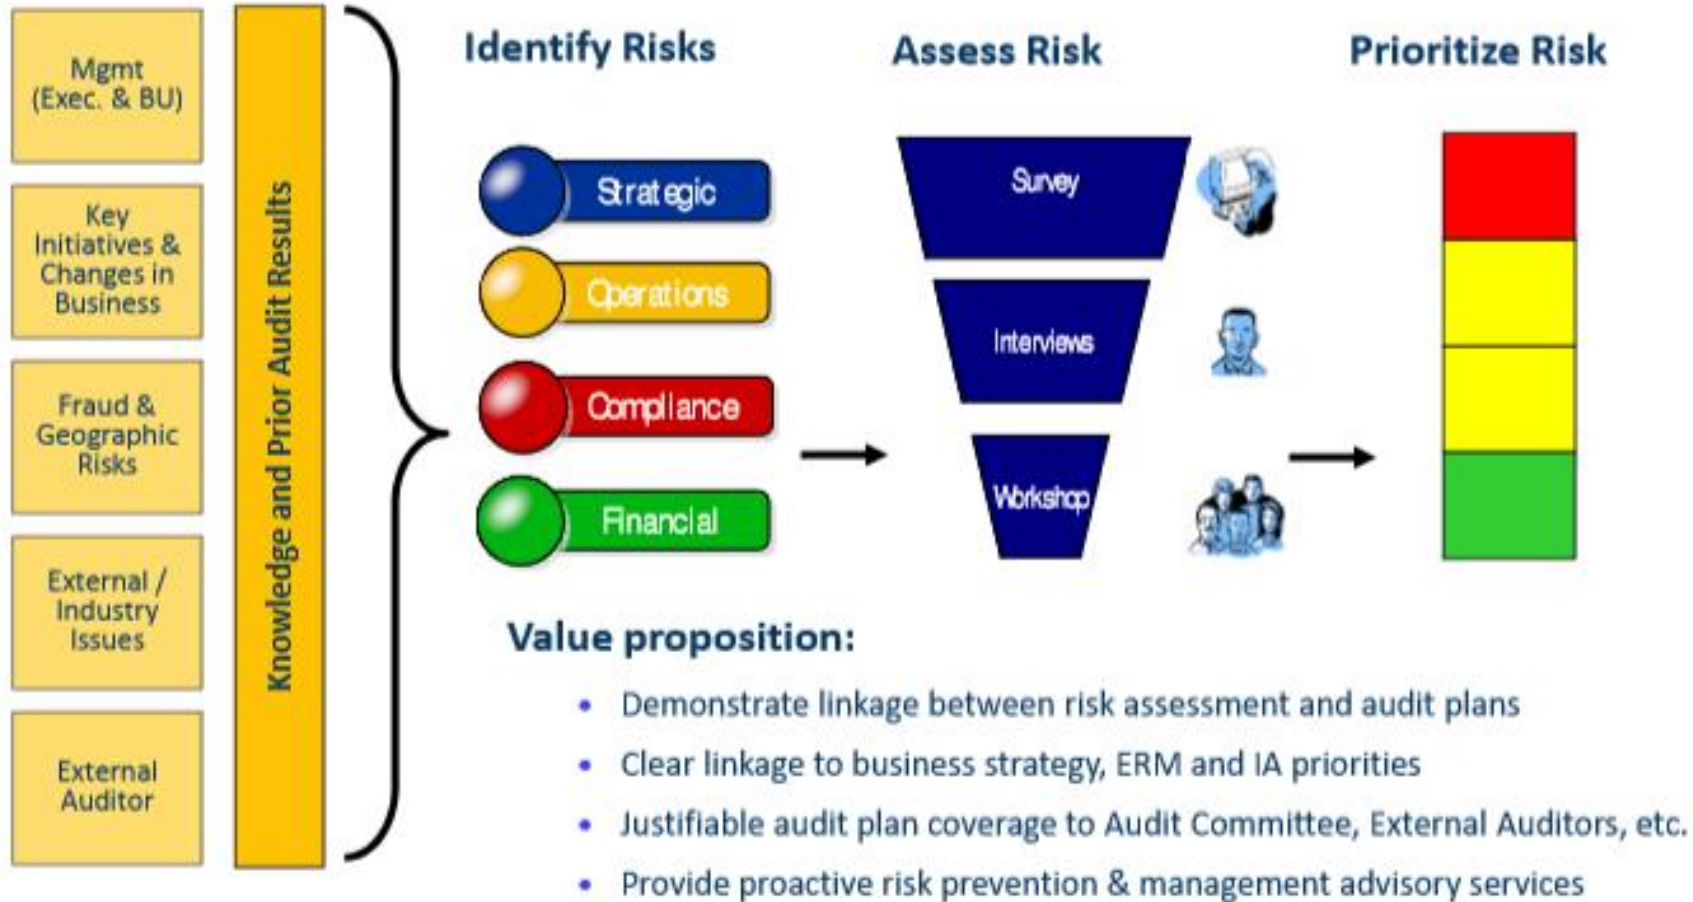 Mgmt
(Exec. & BU)
Key
Initiatives &
Changes in
Business
Fraud &
Geographic
Risks
External /
Industry
Issues
External
Auditor
Knowledge and Prior Audit Results
Identify Risks
Strategic
Operations
Compliance
Financial
Assess Risk
Survey
Interviews
Workshop
Prioritize Risk
Value proposition:
• Demonstrate linkage between risk assessment and audit plans
• Clear linkage to business strategy, ERM and IA priorities
• Justifiable audit plan coverage to Audit Committee, External Auditors, etc.
• Provide proactive risk prevention & management advisory services